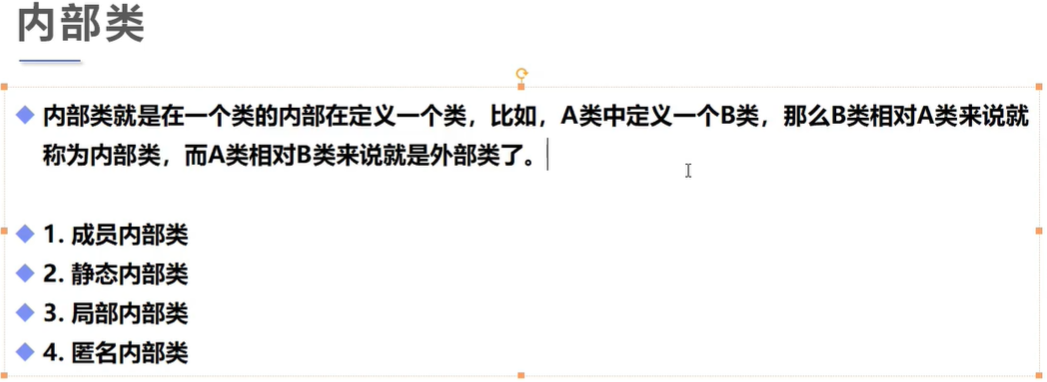 内部类
内部类就是在一个类的内部在定义一个类，比如，A类中定义一个B类，那么B类相对A类来说就
称为内部类，而A类相对B类来说就是外部类了。
1. 成员内部类
2. 静态内部类
3. 局部内部类
4. 匿名内部类